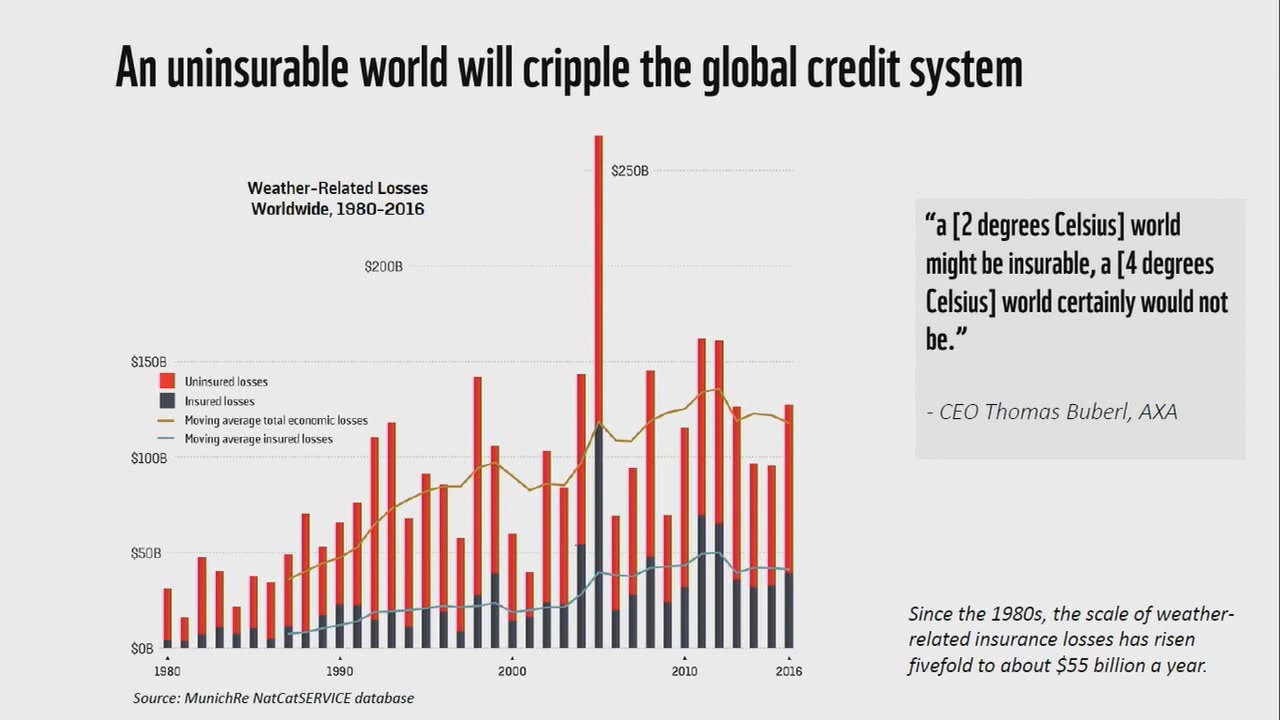 An uninsurable world will cripple the global credit system
Weather-Related Losses
Worldwide, 1980-2016
$250B
$200B
$150B
Uninsured losses
Insured losses
Moving average total economic losses
Moving average insured losses
$100B
$50B
$0B
1980
1990
2000
2010
2016
Source: MunichRe NatCatSERVICE database
“a [2 degrees Celsius] world
might be insurable, a [4 degrees
Celsius] world certainly would not
be.”
- CEO Thomas Buberl, AXA
Since the 1980s, the scale of weather-
related insurance losses has risen
fivefold to about $55 billion a year.